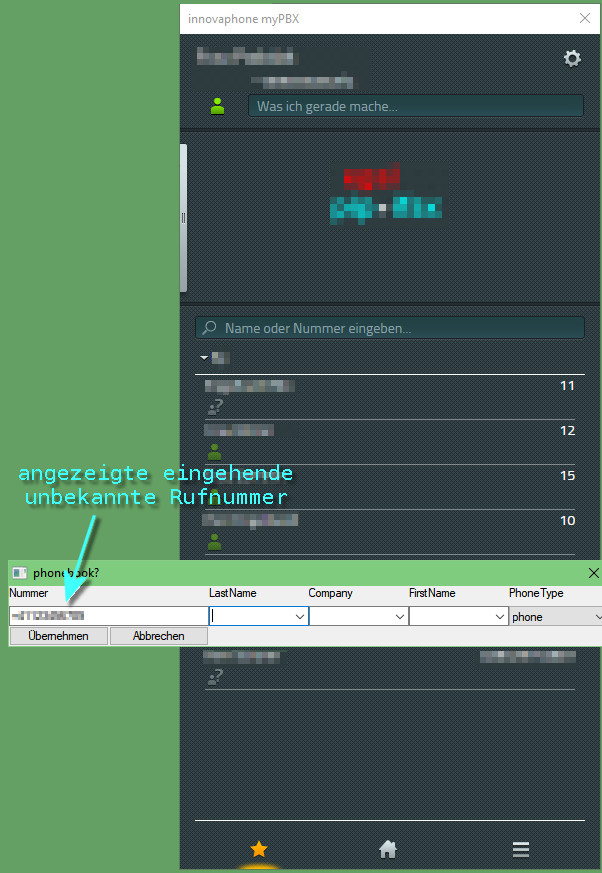 innovaphone myPBX
Was ich gerade mache...
Name oder Nummer eingeben...
11
12
15
10
angezeigte eingehende
unbekannte Rufnummer
phonebook?
Nummer LastName Company FirstName PhoneType
phone
Übernehmen Abbrechen